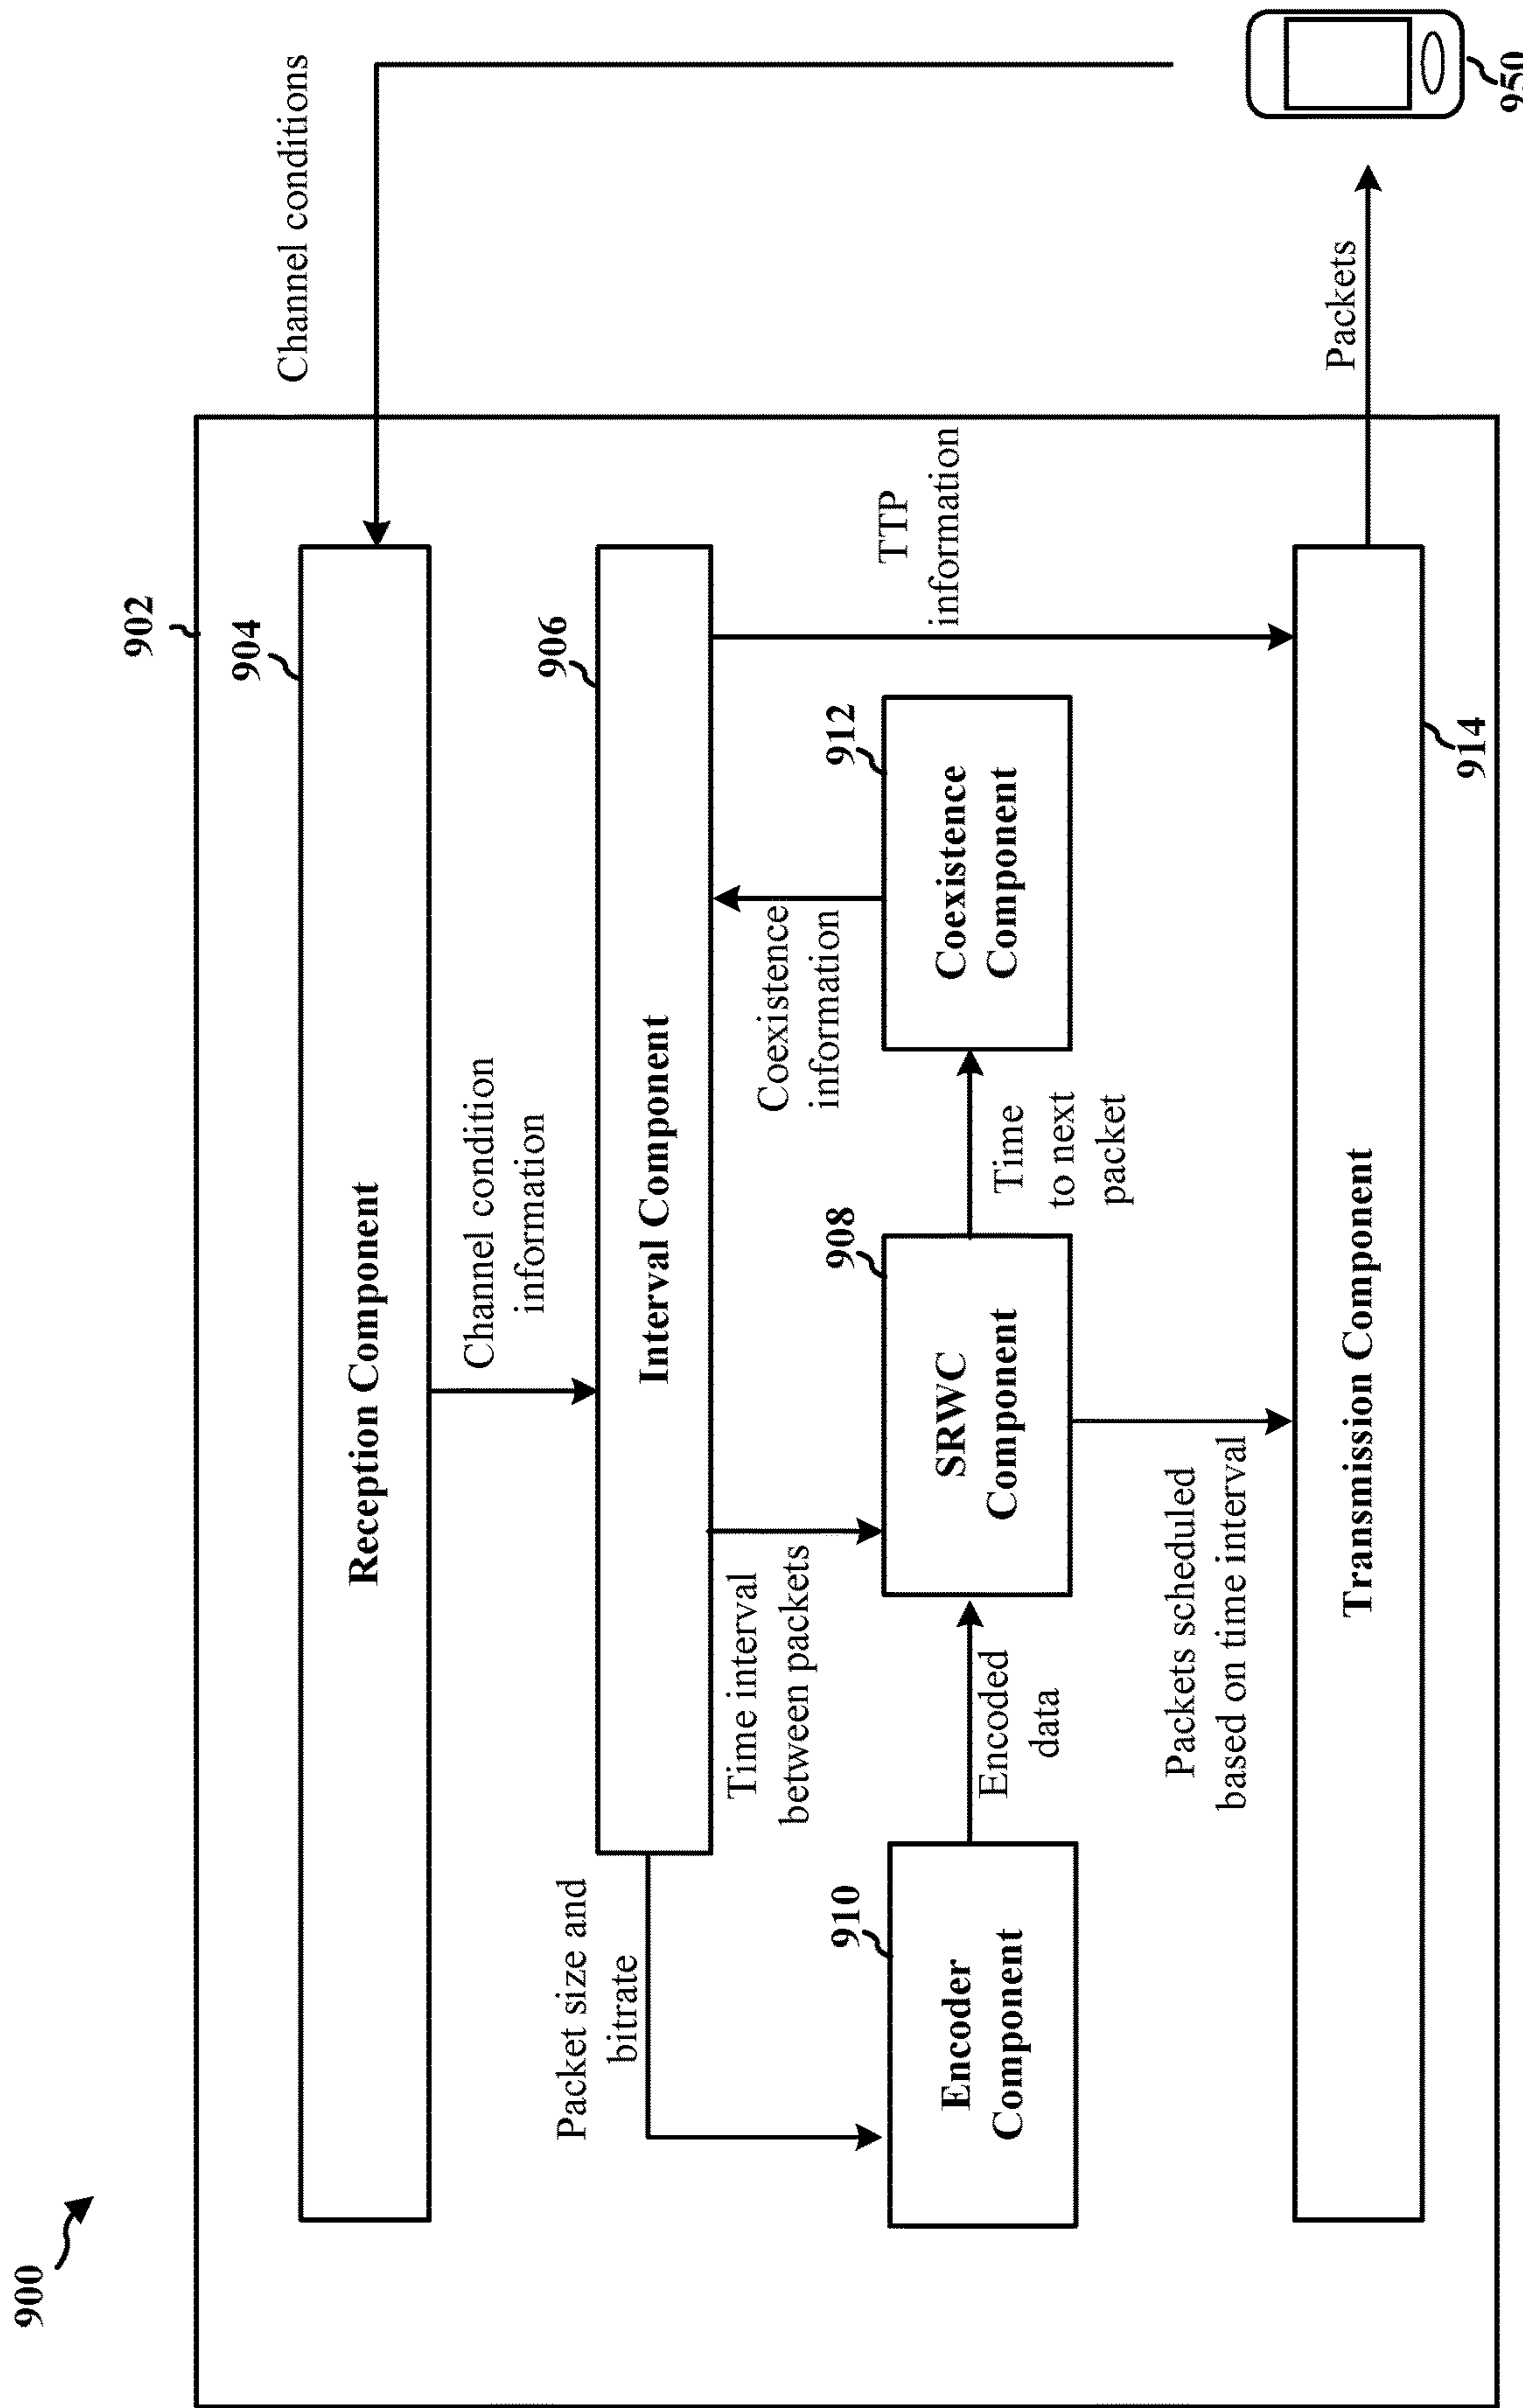 900
902
Channel conditions
904
Reception Component
Channel condition
information
906
Interval Component
Packet size and
bitrate
Time interval
between packets
Coexistence
information
TTP
information
910
Encoder
Component
Encoded
data
908
SRWC
Component
Time
to next
packet
912
Coexistence
Component
Packets scheduled
based on time interval
Transmission Component
914
Packets
950